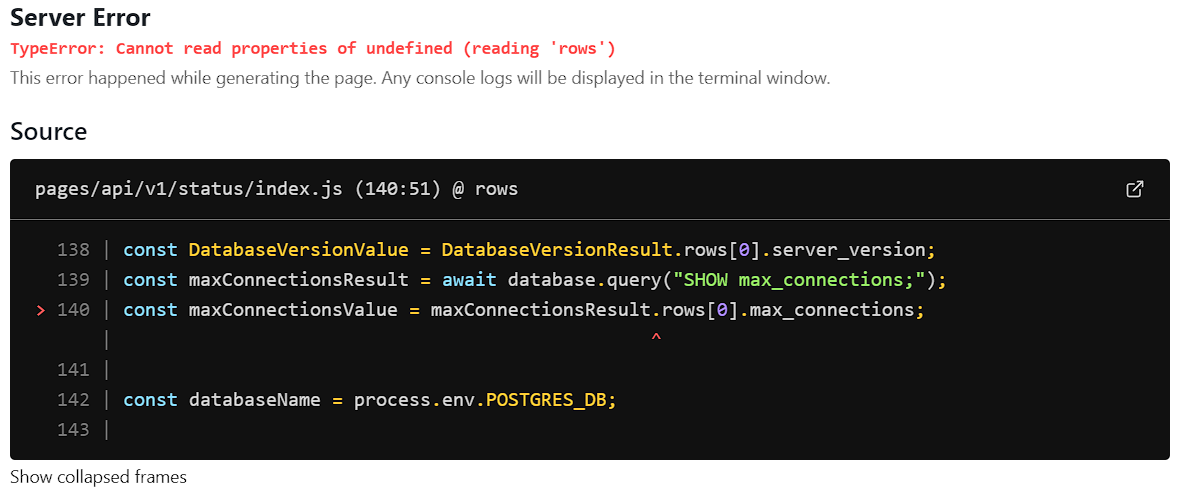 Server Error
TypeError: Cannot read properties of undefined (reading 'rows')
This error happened while generating the page. Any console logs will be displayed in the terminal window.
Source
pages/api/v1/status/index.js (140:51) @ rows
138 | const DatabaseVersionValue = DatabaseVersionResult.rows[0].server_version;
139 | const maxConnectionsResult = await database.query("SHOW max_connections;");
> 140 | const maxConnectionsValue = maxConnectionsResult.rows[0].max_connections;
| ^
141 |
142 | const databaseName = process.env.POSTGRES_DB;
143 |
Show collapsed frames